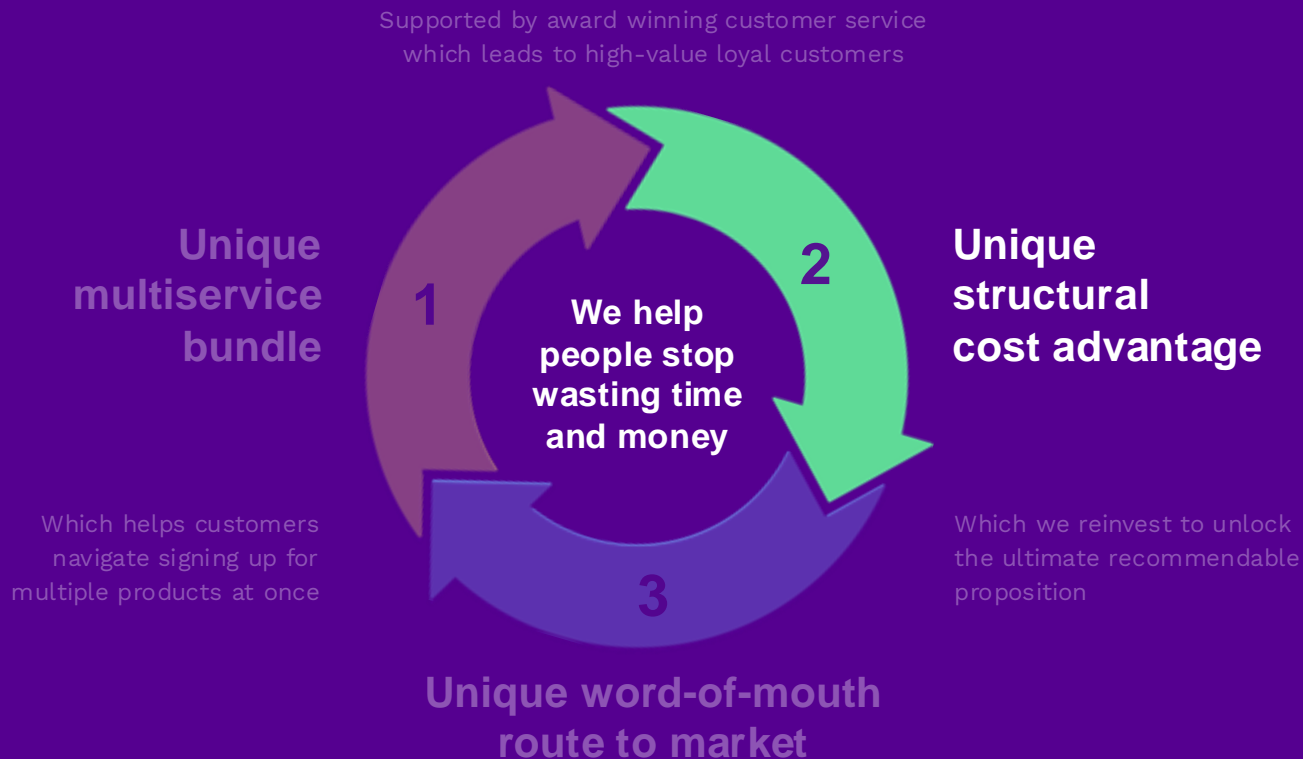 Supported by award winning customer service
which leads to high-value loyal customers
Unique
multiservice
bundle
1
2
We help
people stop
wasting time
and money
Unique
structural
cost advantage
Which helps customers
navigate signing up for
multiple products at once
Which we reinvest to unlock
the ultimate recommendable
proposition
3
Unique word-of-mouth
route to market